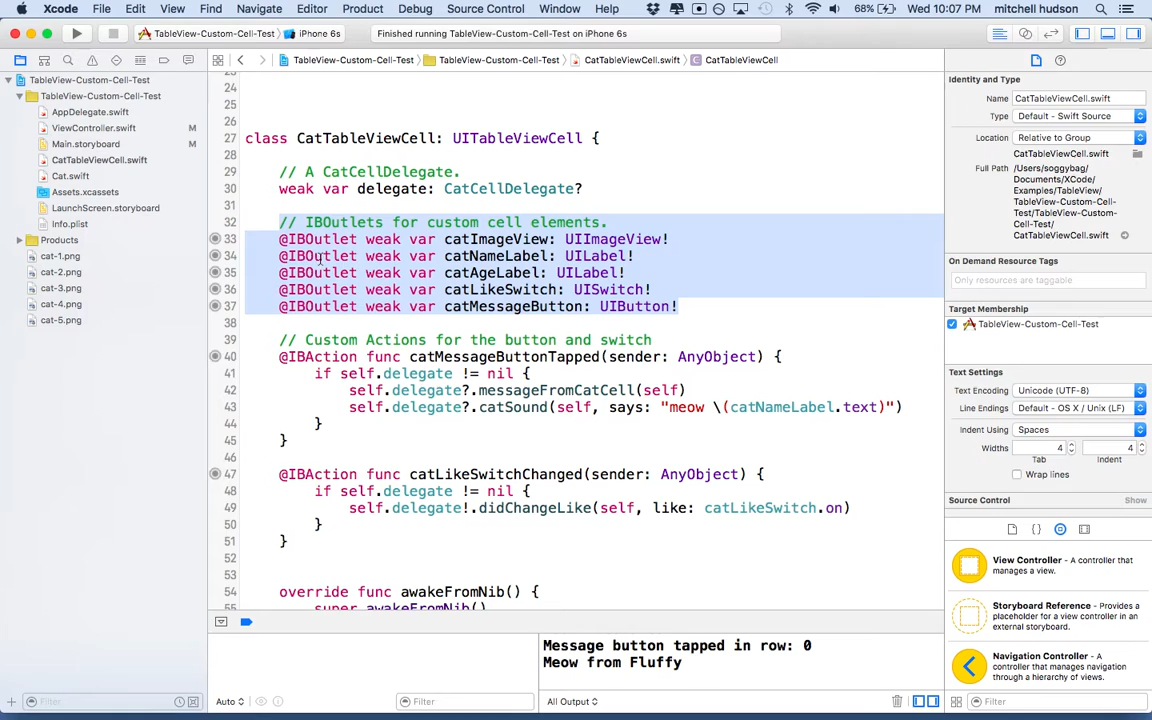 Xcode File Edit View Find Navigate Editor Product Debug Source Control Window Help 68% Wed 10:07 PM mitchell hudson
TableView-Custom-Cell-Test iPhone 6s Finished running TableView-Custom-Cell-Test on iPhone 6s
TableView-Custom-Cell-Test TableView-Custom-Cell-Test CatTableViewCell.swift C CatTableViewCell
TableView-Custom-Cell-Test
TableView-Custom-Cell-Test
AppDelegate.swift
ViewController.swift M
Main.storyboard M
CatTableViewCell.swift
Cat.swift
Assets.xcassets
LaunchScreen.storyboard
Info.plist
Products
cat-1.png
cat-2.png
cat-3.png
cat-4.png
cat-5.png
Filter
23
24
25
26
27 class CatTableViewCell: UITableViewCell {
28
29 // A CatCellDelegate.
30 weak var delegate: CatCellDelegate?
31
32 // IBOutlets for custom cell elements.
33 @IBOutlet weak var catImageView: UIImageView!
34 @IBOutlet weak var catNameLabel: UILabel!
35 @IBOutlet weak var catAgeLabel: UILabel!
36 @IBOutlet weak var catLikeSwitch: UISwitch!
37 @IBOutlet weak var catMessageButton: UIButton!
38
39 // Custom Actions for the button and switch
40 @IBAction func catMessageButtonTapped(sender: AnyObject) {
41 if self.delegate != nil {
42 self.delegate?.messageFromCatCell(self)
43 self.delegate?.catSound(self, says: "meow \(catNameLabel.text)")
44 }
45 }
46
47 @IBAction func catLikeSwitchChanged(sender: AnyObject) {
48 if self.delegate != nil {
49 self.delegate!.didChangeLike(self, like: catLikeSwitch.on)
50 }
51 }
52
53
54 override func awakeFromNib() {
55 super.awakeFromNib()
Auto Filter
Message button tapped in row: 0
Meow from Fluffy
All Output
Identity and Type
Name CatTableViewCell.swift
Type Default - Swift Source
Location Relative to Group
CatTableViewCell.swift
Full Path /Users/soggybag/
Documents/XCode/
Examples/TableView/
TableView-Custom-Cell-
Test/TableView-Custom-
Cell-Test/
CatTableViewCell.swift
On Demand Resource Tags
Only resources are taggable
Target Membership
TableView-Custom-Cell-Test
Text Settings
Text Encoding Unicode (UTF-8)
Line Endings Default - OS X / Unix (LF)
Indent Using Spaces
Widths 4 4
Tab Indent
Wrap lines
Source Control Show
View Controller - A controller that
manages a view.
Storyboard Reference - Provides a
placeholder for a view controller in an
external storyboard.
Navigation Controller - A
controller that manages navigation
through a hierarchy of views.
Filter